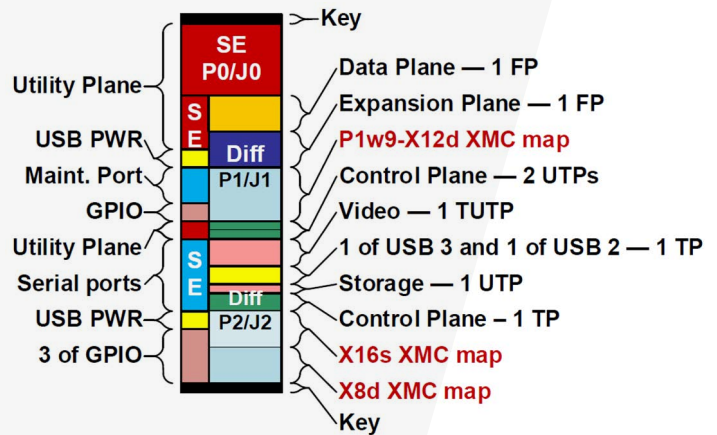 Key
SE
P0/J0
Utility Plane
Data Plane — 1 FP
S
E
Expansion Plane — 1 FP
USB PWR
Diff
P1w9-X12d XMC map
Maint. Port
P1/J1
Control Plane — 2 UTPs
GPIO
Video — 1 TUTP
Utility Plane
1 of USB 3 and 1 of USB 2 — 1 TP
S
E
Serial ports
Storage — 1 UTP
Diff
USB PWR
P2/J2
Control Plane – 1 TP
3 of GPIO
X16s XMC map
X8d XMC map
Key